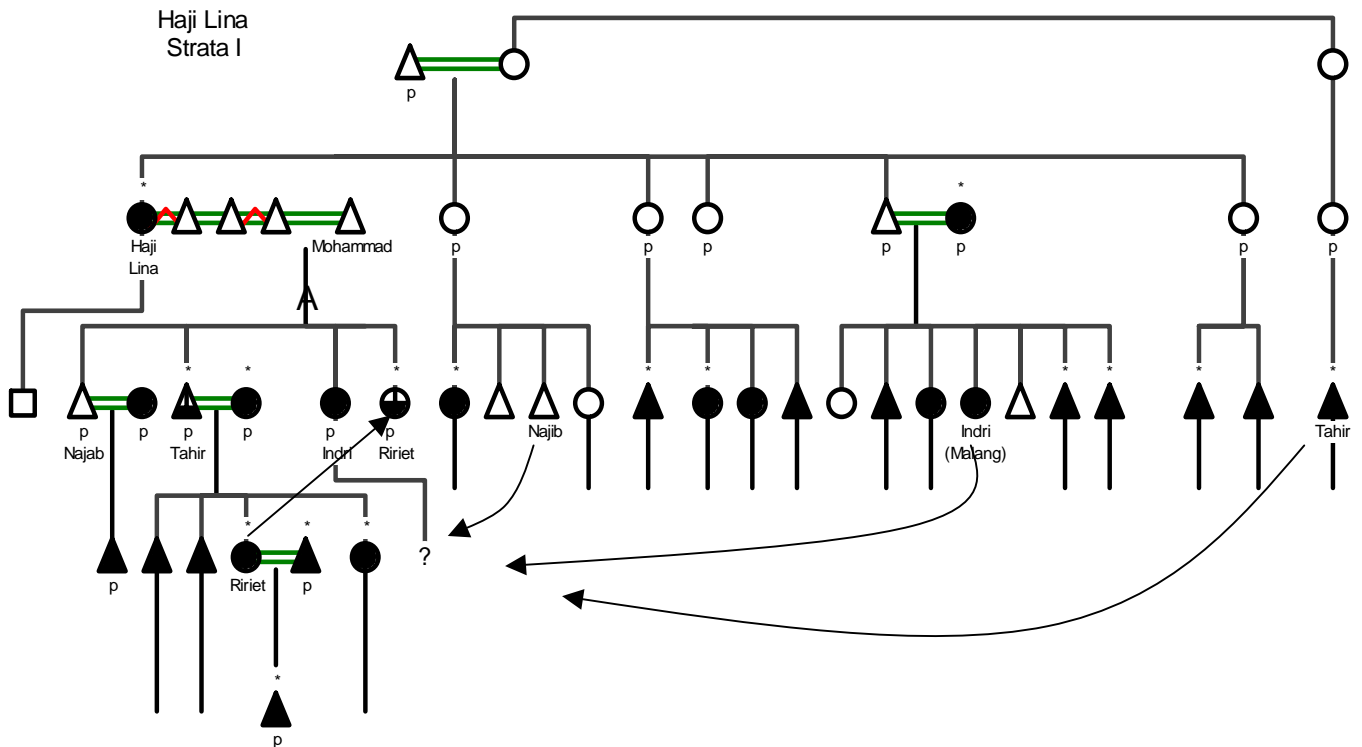 Haji Lina
Strata I
p
* *
Haji Lina
Mohammad
p p p p p p p
A
* * * * * * * * * * *
p p p p p p
Najab Tahir Indri Ririet Najib Indri (Malang) Tahir
* * * ?
p Ririet p
*
p